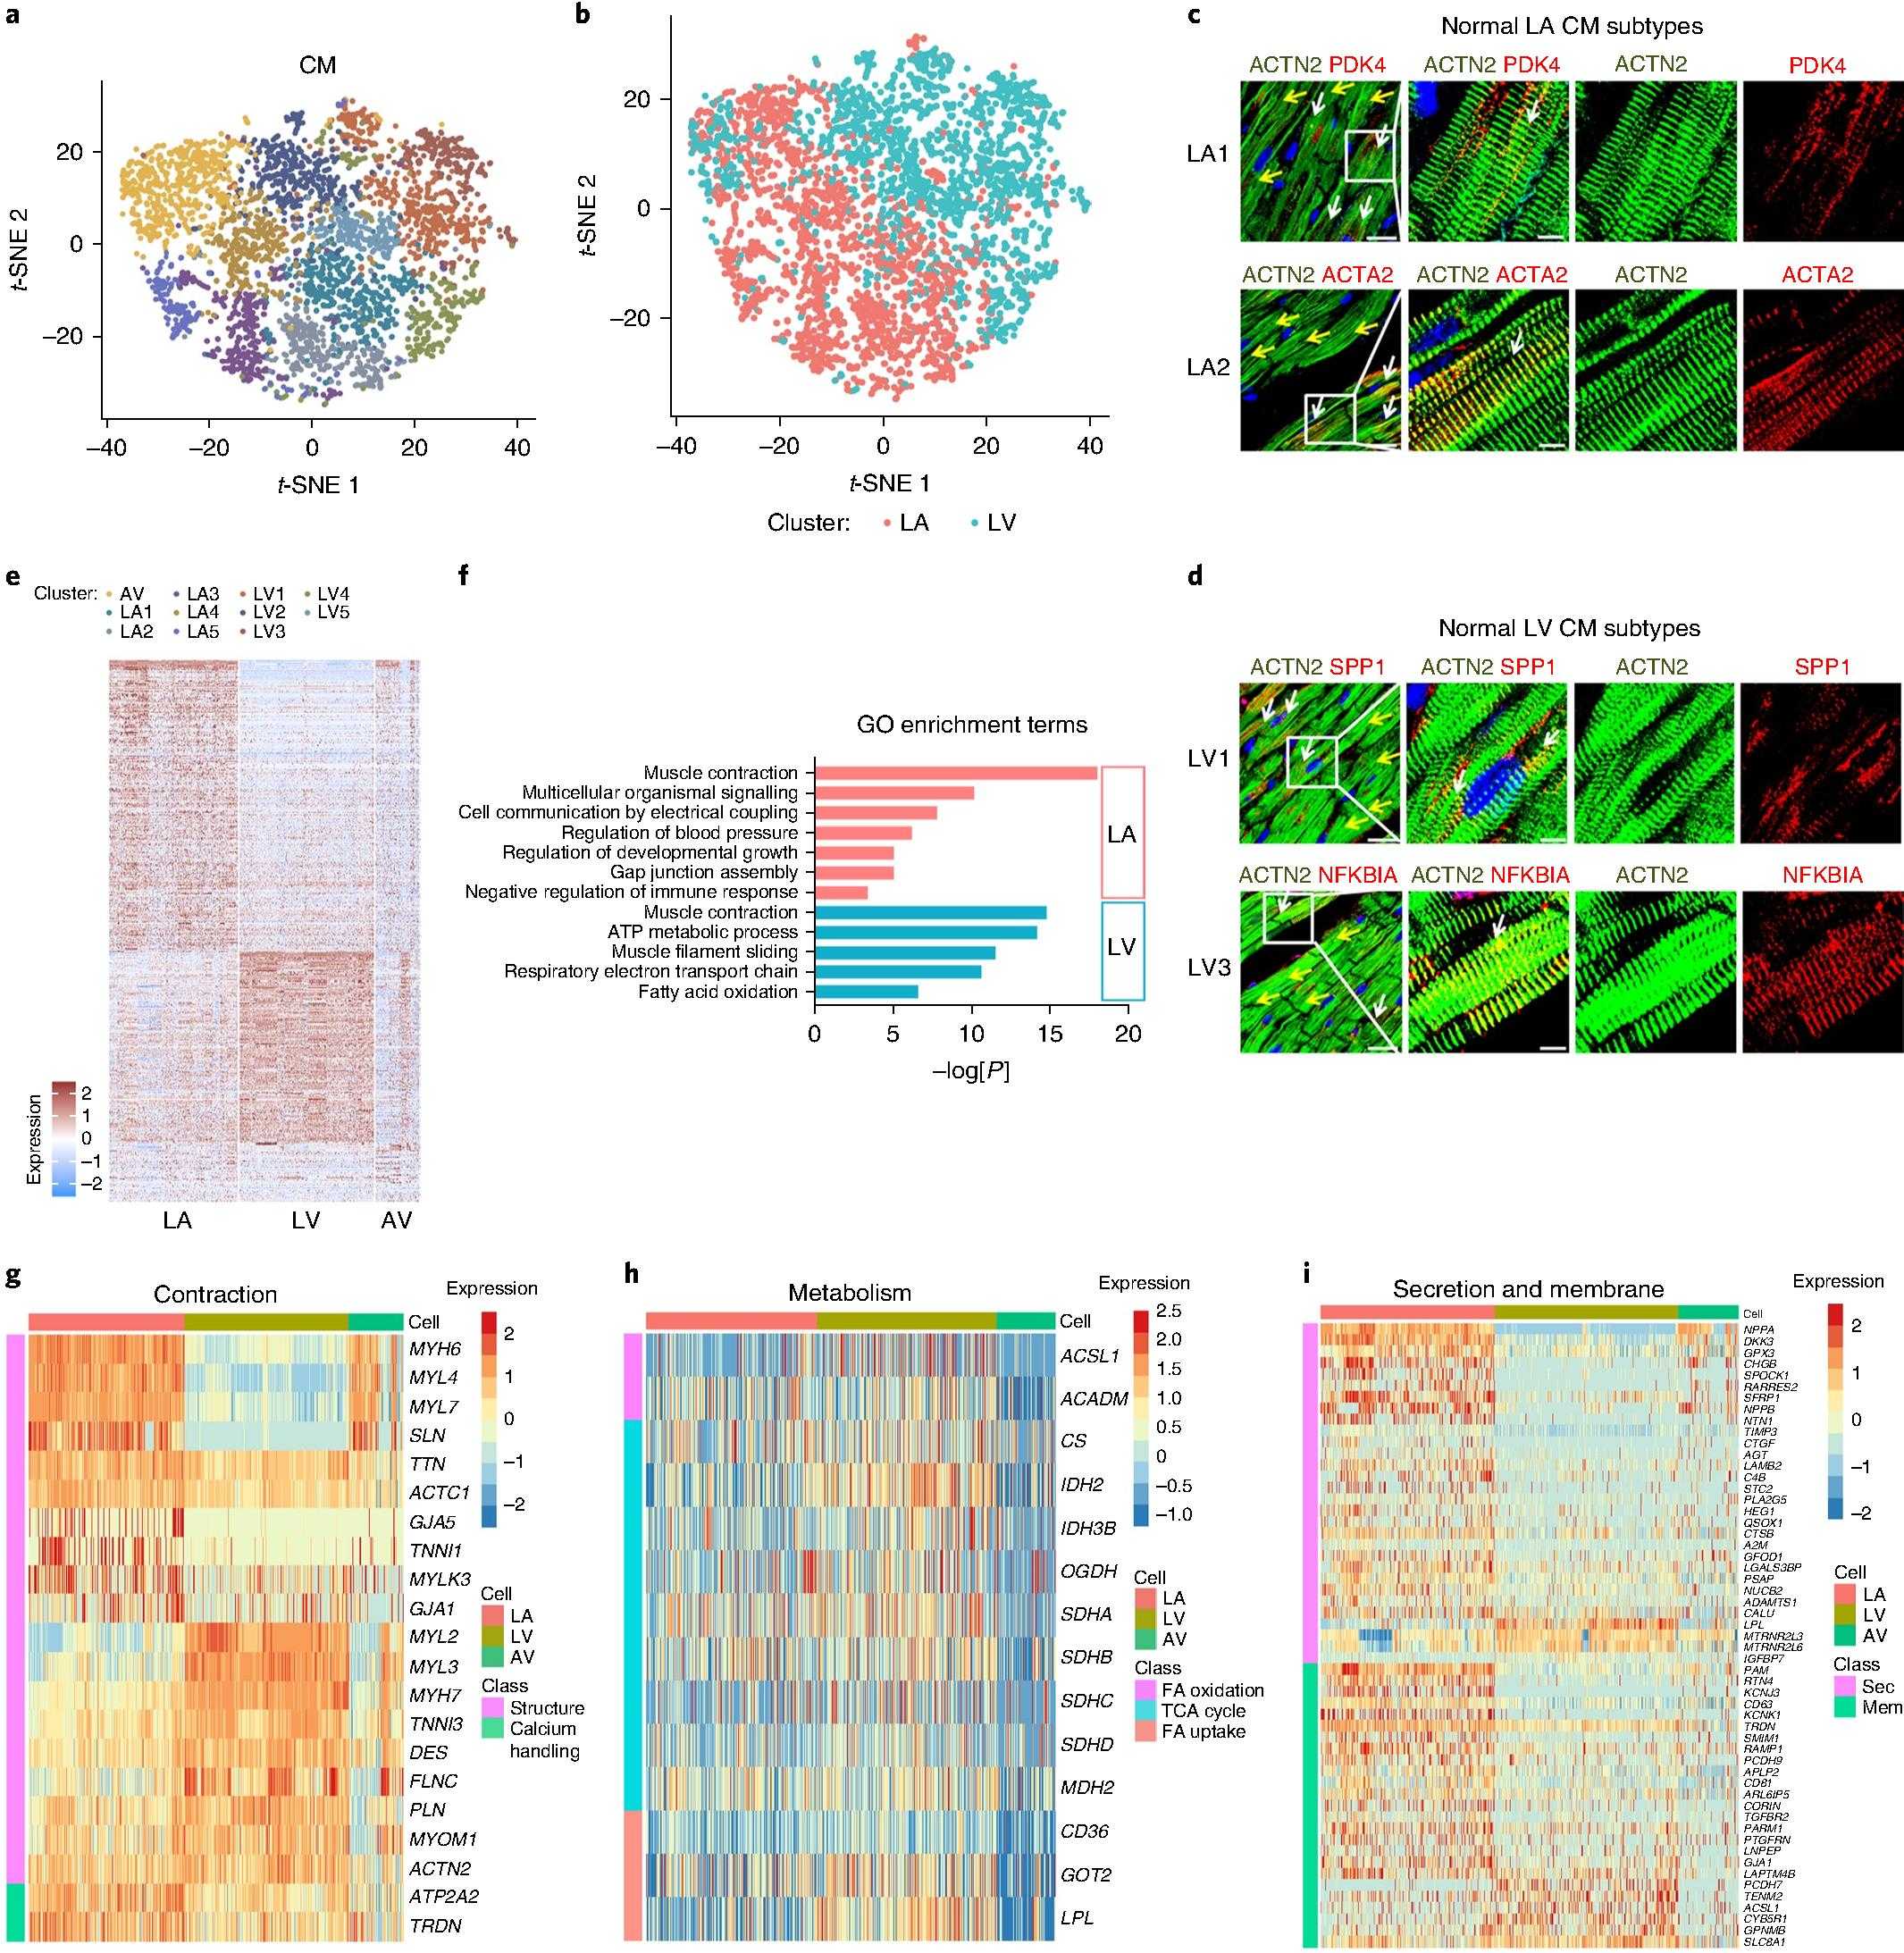 a
CM
t-SNE 2
20
0
−20
−40
−20
0
20
40
t-SNE 1
b
t-SNE 2
20
0
−20
−40
−20
0
20
40
t-SNE 1
Cluster: LA LV
c
Normal LA CM subtypes
ACTN2 PDK4 ACTN2 PDK4 ACTN2 PDK4
LA1
ACTN2 ACTA2 ACTN2 ACTA2 ACTN2 ACTA2
LA2
e
Cluster: AV LA3 LV1 LV4
LA1 LA4 LV2 LV5
LA2 LA5 LV3
Expression
2
1
0
−1
−2
LA LV AV
f
GO enrichment terms
Muscle contraction
Multicellular organismal signalling
Cell communication by electrical coupling
Regulation of blood pressure
Regulation of developmental growth
Gap junction assembly
Negative regulation of immune response
LA
Muscle contraction
ATP metabolic process
Muscle filament sliding
Respiratory electron transport chain
Fatty acid oxidation
LV
0 5 10 15 20
−log[P]
d
Normal LV CM subtypes
ACTN2 SPP1 ACTN2 SPP1 ACTN2 SPP1
LV1
ACTN2 NFKBIA ACTN2 NFKBIA ACTN2 NFKBIA
LV3
g
Contraction
Cell
MYH6
MYL4
MYL7
SLN
TTN
ACTC1
GJA5
TNNI1
MYLK3
GJA1
MYL2
MYL3
MYH7
TNNI3
DES
FLNC
PLN
MYOM1
ACTN2
ATP2A2
TRDN
Expression
2
1
0
−1
−2
Cell
LA
LV
AV
Class
Structure
Calcium
handling
h
Metabolism
Cell
ACSL1
ACADM
CS
IDH2
IDH3B
OGDH
SDHA
SDHB
SDHC
SDHD
MDH2
CD36
GOT2
LPL
Expression
2.5
2.0
1.5
1.0
0.5
0
−0.5
−1.0
Cell
LA
LV
AV
Class
FA oxidation
TCA cycle
FA uptake
i
Secretion and membrane
Cell
NPPA
DKK3
GPX3
CHGB
SPOCK1
RARRES2
SFRP1
NPPB
NTN1
TIMP3
CTGF
AGT
LAMB2
C4B
STC2
PLA2G5
HEG1
QSOX1
CTSB
A2M
GFOD1
LGALS3BP
PSAP
NUCB2
ADAMTS1
CALU
LPL
MTRNR2L3
MTRNR2L6
IGFBP7
PAM
RTN4
KCNJ3
CD63
KCNK1
TRDN
SMIM1
RAMP1
PCDH9
APLP2
CD81
ARL6IP5
CORIN
TGFBR2
PARM1
PTGFRN
LNPEP
GJA1
LAPTM4B
PCDH7
TENM2
ACSL1
CYB5R1
GPNMB
SLC8A1
Expression
2
1
0
−1
−2
Cell
LA
LV
AV
Class
Sec
Mem